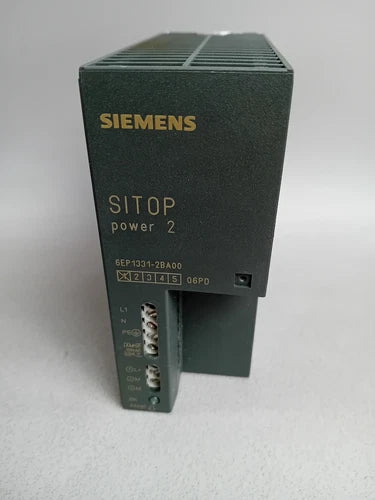 SIEMENS
SITOP
power 2
6EP1331-2BA00
X 2 3 4 5 06PD
L1
N
PE
L+
M
M